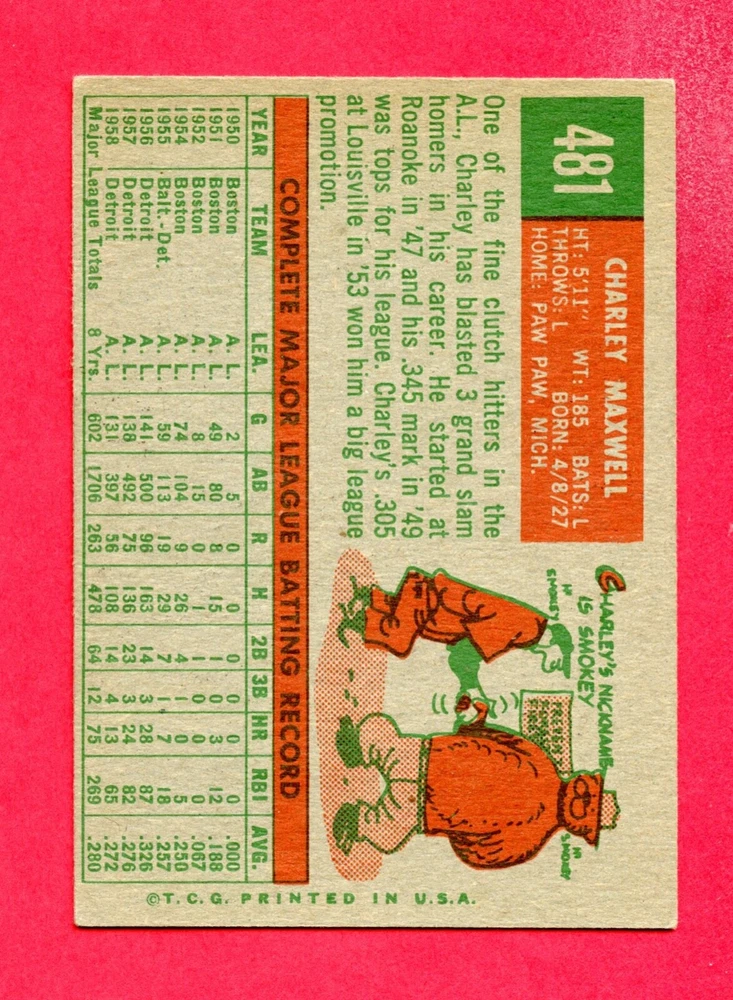 481
CHARLEY MAXWELL
HT: 5'11" WT: 185 BATS: L
THROWS: L BORN: 4/8/27
HOME: PAW PAW, MICH.
One of the fine clutch hitters in the
A.L., Charley has blasted 3 grand slam
homers in his career. He started at
Roanoke in '47 and his .345 mark in '49
was tops for his league. Charley's .305
at Louisville in '53 won him a big league
promotion.
CHARLEY'S NICKNAME
IS SMOKEY
HI SMOKEY
PREVENT
HI SMOKEY
COMPLETE MAJOR LEAGUE BATTING RECORD
YEAR TEAM LEA. G AB R H 2B 3B HR RBI AVG.
1950 Boston A. L. 2 5 0 0 0 0 0 0 .000
1951 Boston A. L. 49 80 8 15 1 0 3 12 .188
1952 Boston A. L. 8 15 1 1 1 0 0 0 .067
1954 Boston A. L. 74 104 9 26 4 1 0 5 .250
1955 Balt.-Det. A. L. 59 113 19 29 7 1 7 18 .257
1956 Detroit A. L. 141 500 96 163 14 3 28 87 .326
1957 Detroit A. L. 138 492 75 136 23 3 24 82 .276
1958 Detroit A. L. 131 397 56 108 14 4 13 65 .272
Major League Totals 8 Yrs. 602 1706 263 478 64 12 75 269 .280
©T.C.G. PRINTED IN U.S.A.